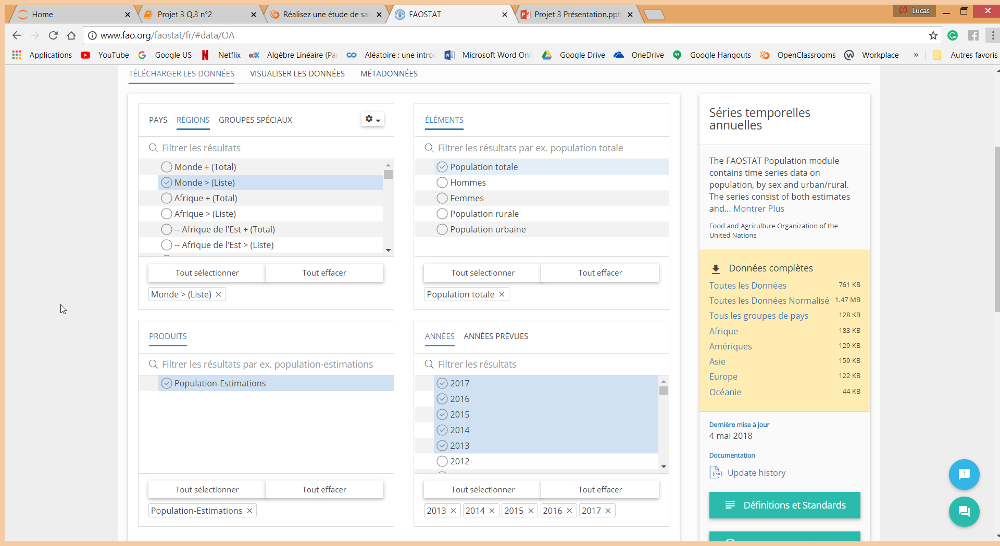 Home
Projet 3 Q.3 n°2
Réalisez une étude de sar
FAOSTAT
Projet 3 Présentation.ppt
Lucas
www.fao.org/faostat/fr/#data/OA
Applications
YouTube
Google US
Netflix
Algèbre Linéaire (Par
Aléatoire : une introd
Microsoft Word Onli
Google Drive
OneDrive
Google Hangouts
OpenClassrooms
Workplace
»
Autres favoris
TÉLÉCHARGER LES DONNÉES
VISUALISER LES DONNÉES
MÉTADONNÉES
PAYS
RÉGIONS
GROUPES SPÉCIAUX
Filtrer les résultats
Monde + (Total)
Monde > (Liste)
Afrique + (Total)
Afrique > (Liste)
-- Afrique de l'Est + (Total)
-- Afrique de l'Est > (Liste)
Tout sélectionner
Tout effacer
Monde > (Liste) ×
ÉLÉMENTS
Filtrer les résultats par ex. population totale
Population totale
Hommes
Femmes
Population rurale
Population urbaine
Tout sélectionner
Tout effacer
Population totale ×
PRODUITS
Filtrer les résultats par ex. population-estimations
Population-Estimations
Tout sélectionner
Tout effacer
Population-Estimations ×
ANNÉES
ANNÉES PRÉVUES
Filtrer les résultats
2017
2016
2015
2014
2013
2012
Tout sélectionner
Tout effacer
2013 × 2014 × 2015 × 2016 × 2017 ×
Séries temporelles
annuelles
The FAOSTAT Population module
contains time series data on
population, by sex and urban/rural.
The series consist of both estimates
and... Montrer Plus
Food and Agriculture Organization of the
United Nations
Données complètes
Toutes les Données 761 KB
Toutes les Données Normalisé 1.47 MB
Tous les groupes de pays 128 KB
Afrique 183 KB
Amériques 129 KB
Asie 159 KB
Europe 122 KB
Océanie 44 KB
Dernière mise à jour
4 mai 2018
Documentation
PDF
Update history
Définitions et Standards